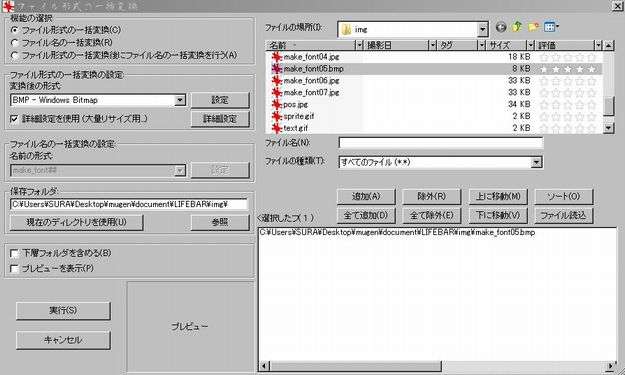 ファイル形式の一括変換
機能の選択
ファイル形式の一括変換(C)
ファイル名の一括変換(R)
ファイル形式の一括変換後にファイル名の一括変換を行う(A)
ファイル形式の一括変換の設定:
変換後の形式:
BMP - Windows Bitmap
設定
詳細設定を使用 (大量リサイズ用..)
詳細設定
ファイル名の一括変換の設定:
名前の形式:
make_font##
設定
保存フォルダ:
C:¥Users¥SURA¥Desktop¥mugen¥document¥LIFEBAR¥img¥
現在のディレクトリを使用(U)
参照
下層フォルダを含める(B)
プレビューを表示(P)
実行(S)
キャンセル
プレビュー
ファイルの場所(I):
img
名前 撮影日 タグ サイズ 評価
make_font04.jpg 18 KB
make_font05.bmp 8 KB
make_font06.jpg 33 KB
make_font07.jpg 33 KB
pos.jpg 34 KB
sprite.gif 2 KB
text.gif 2 KB
ファイル名(N):
ファイルの種類(T):
すべてのファイル (*.*)
追加(A) 除外(R) 上に移動(M) ソート(O)
全て追加(D) 全て除外(E) 下に移動(V) ファイル読込
<選択したフ( 1 )
C:¥Users¥SURA¥Desktop¥mugen¥document¥LIFEBAR¥img¥make_font05.bmp